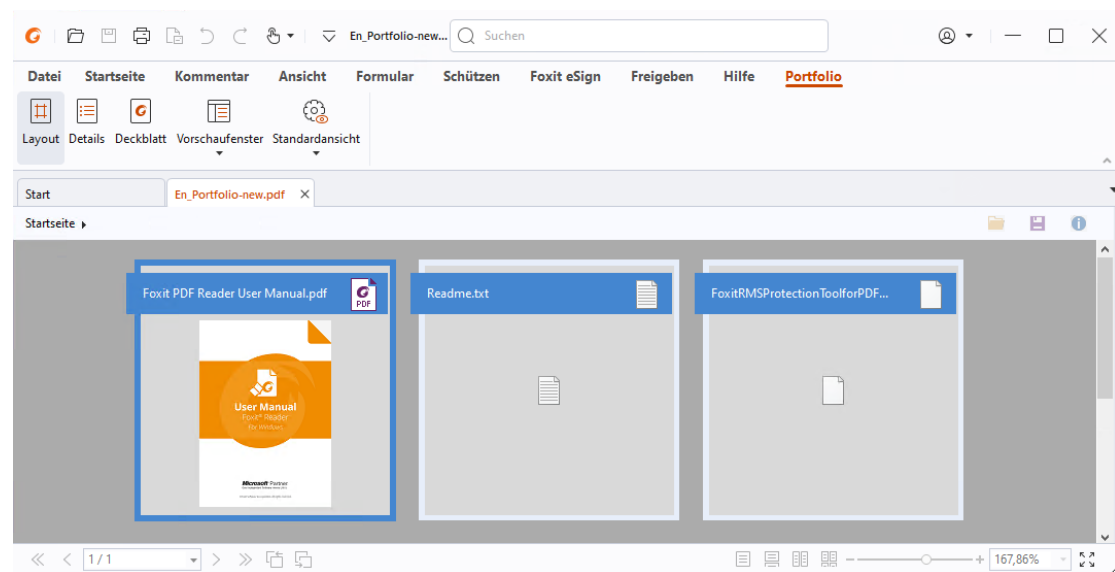 En_Portfolio-new...
Suchen
Datei Startseite Kommentar Ansicht Formular Schützen Foxit eSign Freigeben Hilfe Portfolio
Layout Details Deckblatt Vorschaufenster Standardansicht
Start En_Portfolio-new.pdf
Startseite
Foxit PDF Reader User Manual.pdf
PDF
Readme.txt
FoxitRMSProtectionToolforPDF...
User Manual
Foxit® Reader
For Windows
Microsoft Partner
1 / 1
167,86%